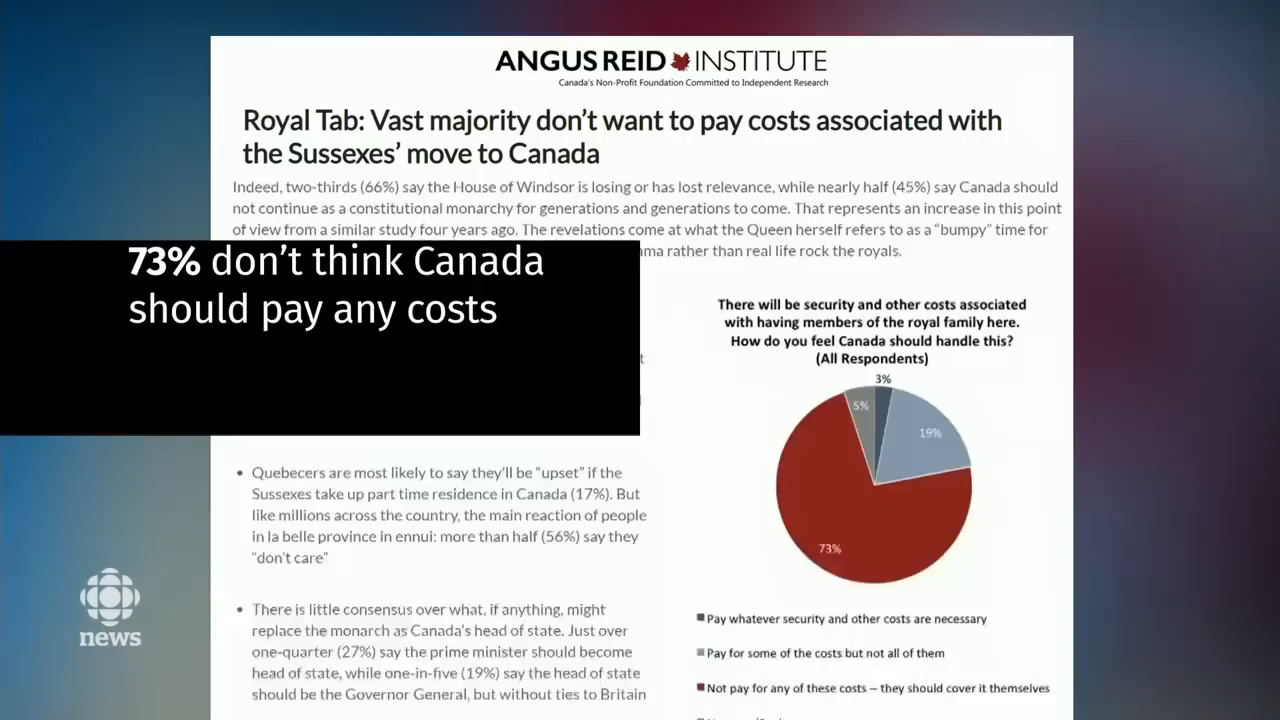 ANGUS REID INSTITUTE
Canada's Non-Profit Foundation Committed to Independent Research
Royal Tab: Vast majority don't want to pay costs associated with
the Sussexes' move to Canada
Indeed, two-thirds (66%) say the House of Windsor is losing or has lost relevance, while nearly half (45%) say Canada should
not continue as a constitutional monarchy for generations and generations to come. That represents an increase in this point
of view from a similar study four years ago. The revelations come at what the Queen herself refers to as a “bumpy” time for
rather than real life rock the royals.
73% don't think Canada
should pay any costs
There will be security and other costs associated
with having members of the royal family here.
How do you feel Canada should handle this?
(All Respondents)
3%
5%
19%
73%
Pay whatever security and other costs are necessary
Pay for some of the costs but not all of them
Not pay for any of these costs – they should cover it themselves
• Quebecers are most likely to say they'll be “upset” if the
Sussexes take up part time residence in Canada (17%). But
like millions across the country, the main reaction of people
in la belle province in ennui: more than half (56%) say they
“don't care”
• There is little consensus over what, if anything, might
replace the monarch as Canada's head of state. Just over
one-quarter (27%) say the prime minister should become
head of state, while one-in-five (19%) say the head of state
should be the Governor General, but without ties to Britain
news